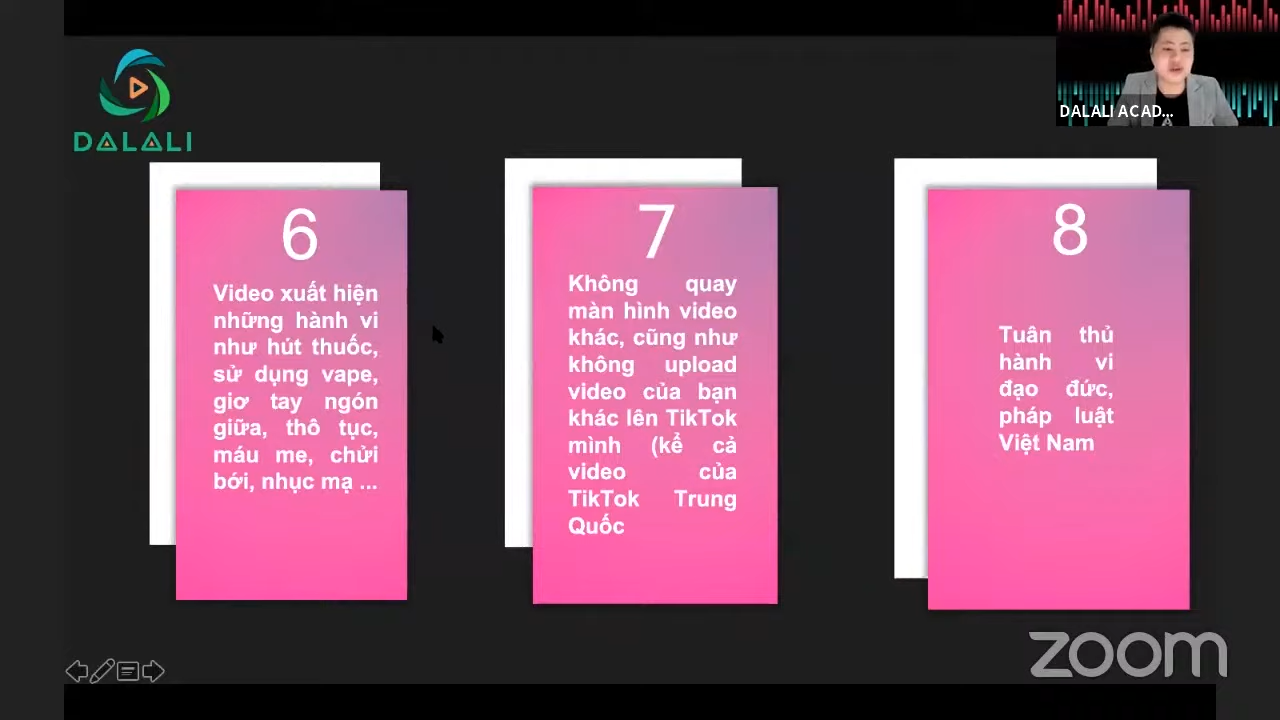 DALALI
DALALI ACAD...
6
Video xuất hiện
những hành vi
như hút thuốc,
sử dụng vape,
giơ tay ngón
giữa, thô tục,
máu me, chửi
bới, nhục mạ ...
7
Không quay
màn hình video
khác, cũng như
không upload
video của bạn
khác lên TikTok
mình (kể cả
video của
TikTok Trung
Quốc
8
Tuân thủ
hành vi
đạo đức,
pháp luật
Việt Nam
zoom